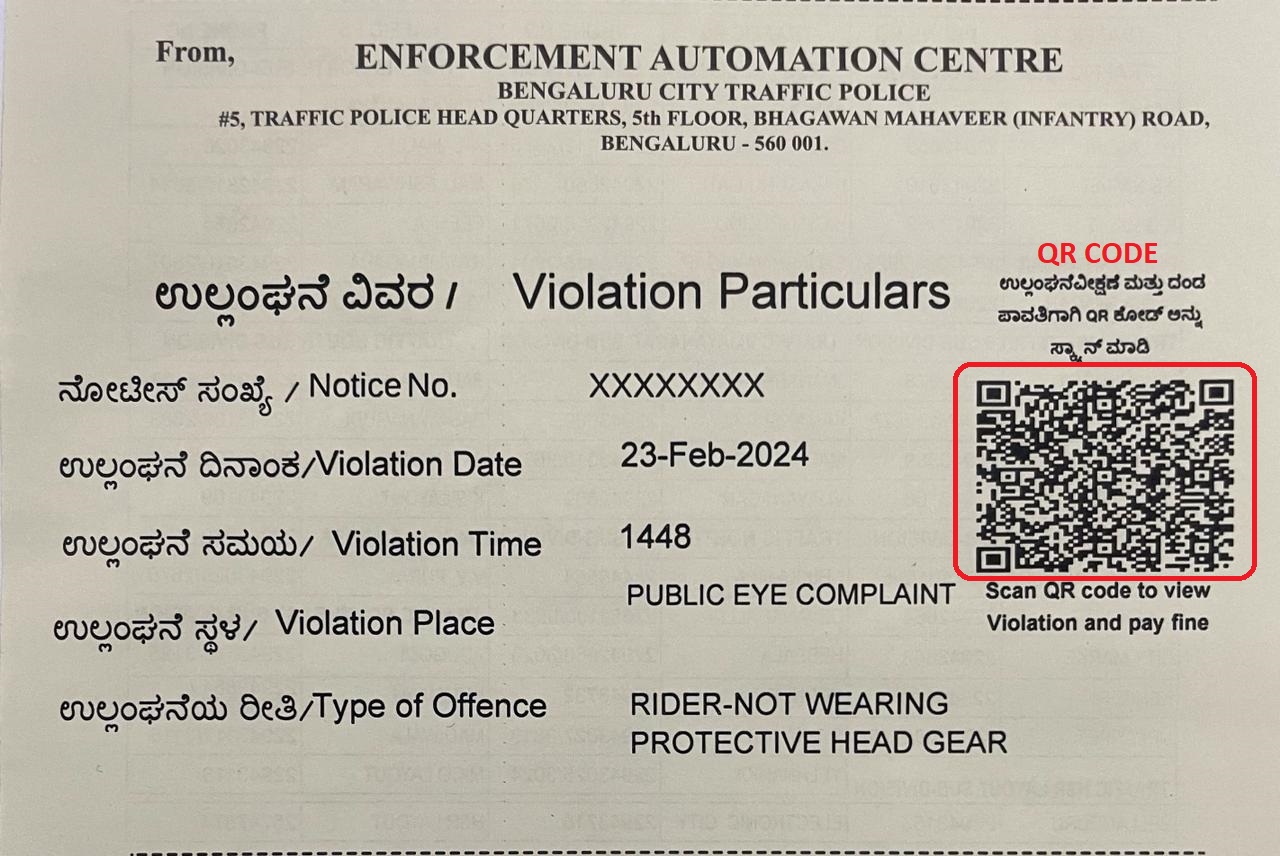 From,
ENFORCEMENT AUTOMATION CENTRE
BENGALURU CITY TRAFFIC POLICE
#5, TRAFFIC POLICE HEAD QUARTERS, 5th FLOOR, BHAGAWAN MAHAVEER (INFANTRY) ROAD,
BENGALURU - 560 001.
QR CODE
ಉಲ್ಲಂಘನೆವೀಕ್ಷಣೆ ಮತ್ತು ದಂಡ
ಪಾವತಿಗಾಗಿ QR ಕೋಡ್ ಅನ್ನು
ಸ್ಕ್ಯಾನ್ ಮಾಡಿ
ಉಲ್ಲಂಘನೆ ವಿವರ / Violation Particulars
ನೋಟೀಸ್ ಸಂಖ್ಯೆ / Notice No. XXXXXXXX
ಉಲ್ಲಂಘನೆ ದಿನಾಂಕ/Violation Date 23-Feb-2024
ಉಲ್ಲಂಘನೆ ಸಮಯ/ Violation Time 1448
ಉಲ್ಲಂಘನೆ ಸ್ಥಳ/ Violation Place PUBLIC EYE COMPLAINT
Scan QR code to view
Violation and pay fine
ಉಲ್ಲಂಘನೆಯ ರೀತಿ/Type of Offence RIDER-NOT WEARING
PROTECTIVE HEAD GEAR